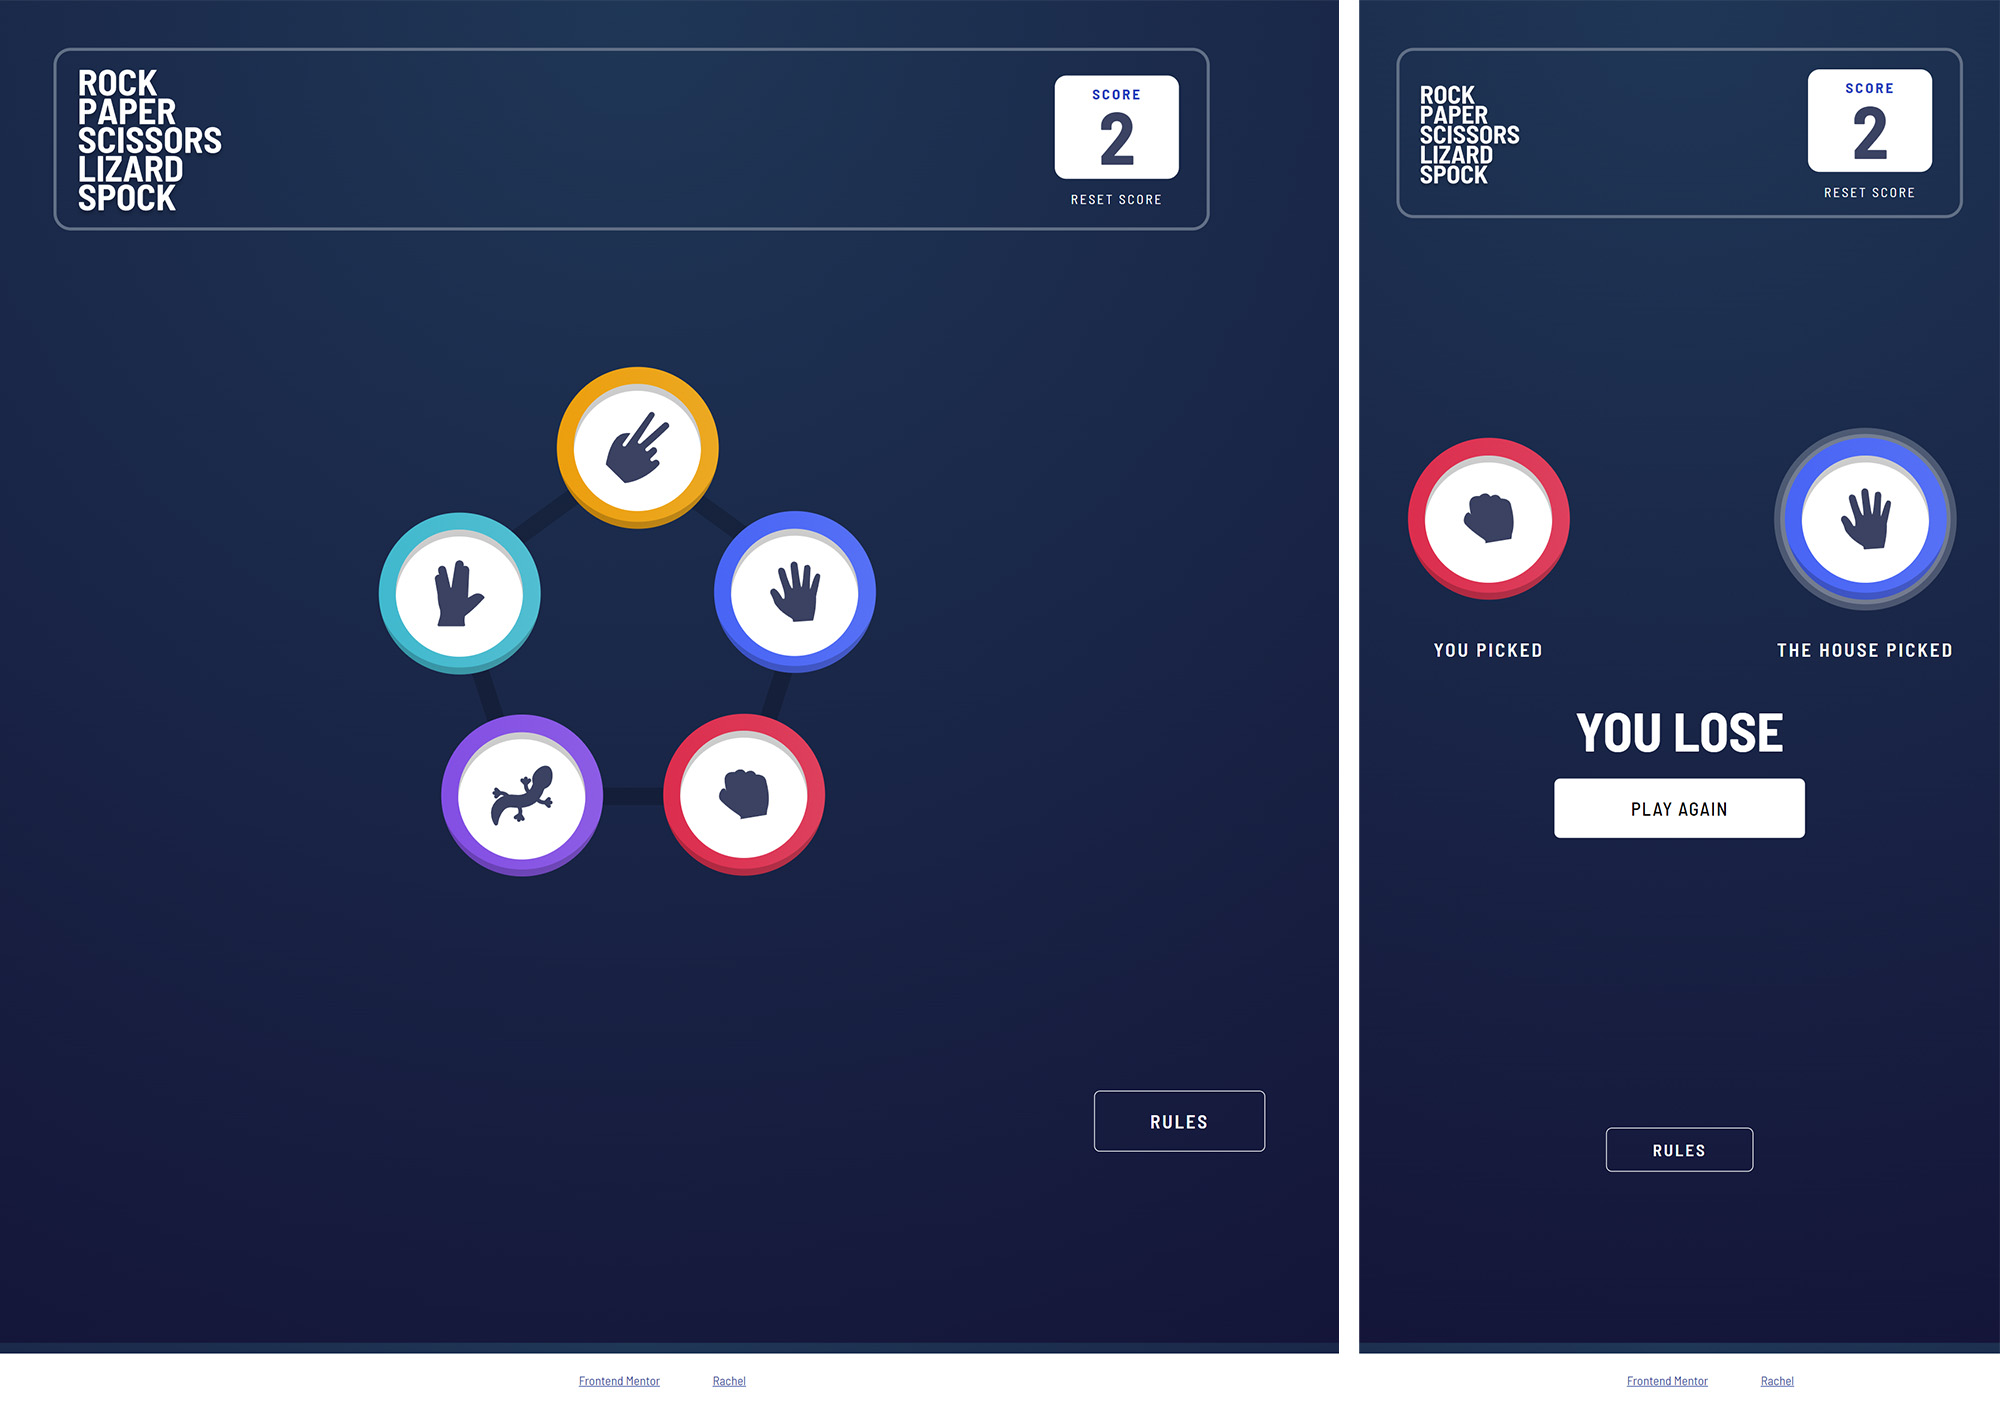 ROCK
PAPER
SCISSORS
LIZARD
SPOCK
SCORE
2
RESET SCORE
RULES
Frontend Mentor Rachel
ROCK
PAPER
SCISSORS
LIZARD
SPOCK
SCORE
2
RESET SCORE
YOU PICKED THE HOUSE PICKED
YOU LOSE
PLAY AGAIN
RULES
Frontend Mentor Rachel